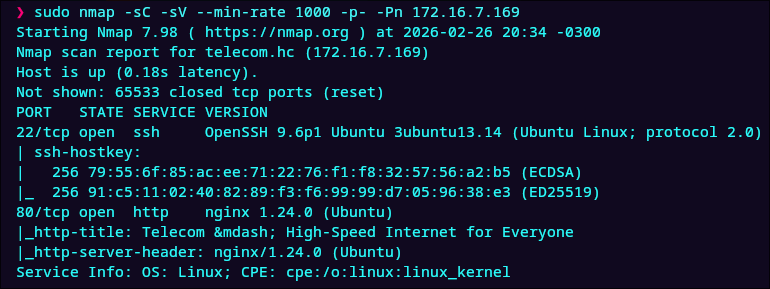 ❯ sudo nmap -sC -sV --min-rate 1000 -p- -Pn 172.16.7.169
Starting Nmap 7.98 ( https://nmap.org ) at 2026-02-26 20:34 -0300
Nmap scan report for telecom.hc (172.16.7.169)
Host is up (0.18s latency).
Not shown: 65533 closed tcp ports (reset)
PORT   STATE SERVICE VERSION
22/tcp open  ssh     OpenSSH 9.6p1 Ubuntu 3ubuntu13.14 (Ubuntu Linux; protocol 2.0)
| ssh-hostkey:
|   256 79:55:6f:85:ac:ee:71:22:76:f1:f8:32:57:56:a2:b5 (ECDSA)
|_  256 91:c5:11:02:40:82:89:f3:f6:99:99:d7:05:96:38:e3 (ED25519)
80/tcp open  http    nginx 1.24.0 (Ubuntu)
|_http-title: Telecom &mdash; High-Speed Internet for Everyone
|_http-server-header: nginx/1.24.0 (Ubuntu)
Service Info: OS: Linux; CPE: cpe:/o:linux:linux_kernel